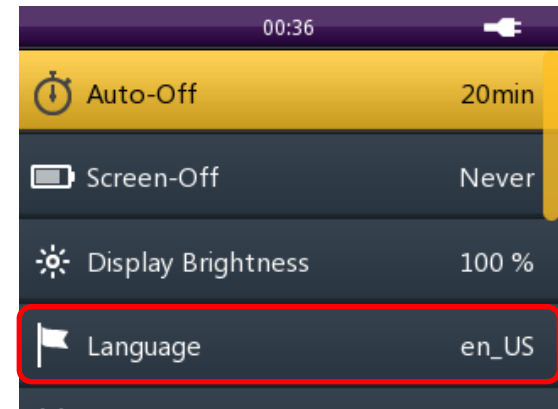 00:36
Auto-Off 20min
Screen-Off Never
Display Brightness 100 %
Language en_US